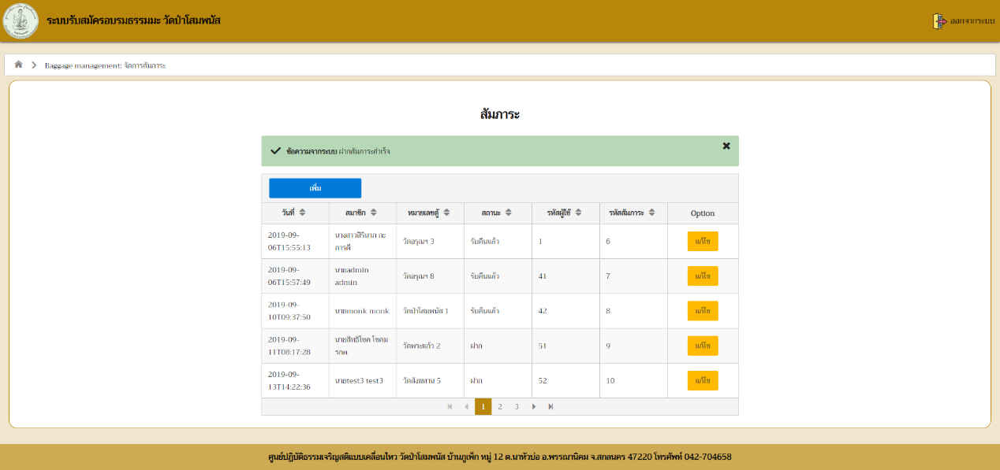 ระบบรับสมัครอบรมธรรมมะ วัดป่าโสมพนัส
ออกจากระบบ
Baggage management: จัดการสัมภาระ
สัมภาระ
ข้อความจากระบบ ฝากสัมภาระสำเร็จ
เพิ่ม
วันที่ สมาชิก หมายเลขตู้ สถานะ รหัสผู้ใช้ รหัสสัมภาระ Option
2019-09- นางสาวสิรินาภ กะ
06T15:55:13 การดี วัดอรุณฯ 3 รับคืนแล้ว 1 6 แก้ไข
2019-09- นายadmin
06T15:57:49 admin วัดอรุณฯ 8 รับคืนแล้ว 41 7 แก้ไข
2019-09-
10T09:37:50 นายmonk monk วัดป่าโสมพนัส 1 รับคืนแล้ว 42 8 แก้ไข
2019-09- นายสิทธิโชค โชคม
11T08:17:28 รกต วัดพระแก้ว 2 ฝาก 51 9 แก้ไข
2019-09-
13T14:22:36 นายtest3 test3 วัดสังฆทาน 5 ฝาก 52 10 แก้ไข
1 2 3
ศูนย์ปฏิบัติธรรมเจริญสติแบบเคลื่อนไหว วัดป่าโสมพนัส บ้านภูเพ็ก หมู่ 12 ต.นาหัวบ่อ อ.พรรณานิคม จ.สกลนคร 47220 โทรศัพท์ 042-704658